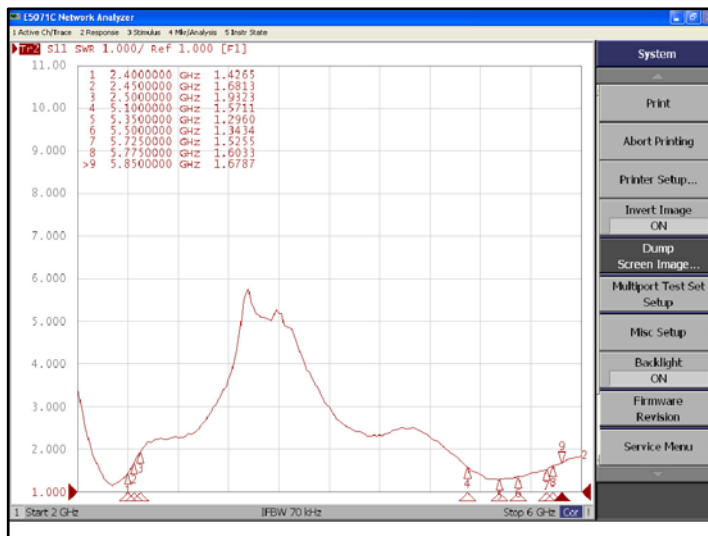 E5071C Network Analyzer
1 Active Ch/Trace 2 Response 3 Stimulus 4 Mkr/Analysis 5 Instr State
Tr2 S11 SWR 1.000/ Ref 1.000 [F1]
11.00
10.00
9.000
8.000
7.000
6.000
5.000
4.000
3.000
2.000
1.000
1 2.4000000 GHz 1.4265
2 2.4500000 GHz 1.6813
3 2.5000000 GHz 1.9323
4 5.1000000 GHz 1.5711
5 5.3500000 GHz 1.2960
6 5.5000000 GHz 1.3434
7 5.7250000 GHz 1.5255
8 5.7750000 GHz 1.6033
>9 5.8500000 GHz 1.6787
3
4
9
2
1 Start 2 GHz IFBW 70 kHz Stop 6 GHz Cor !
System
Print
Abort Printing
Printer Setup...
Invert Image
ON
Dump
Screen Image...
Multiport Test Set
Setup
Misc Setup
Backlight
ON
Firmware
Revision
Service Menu